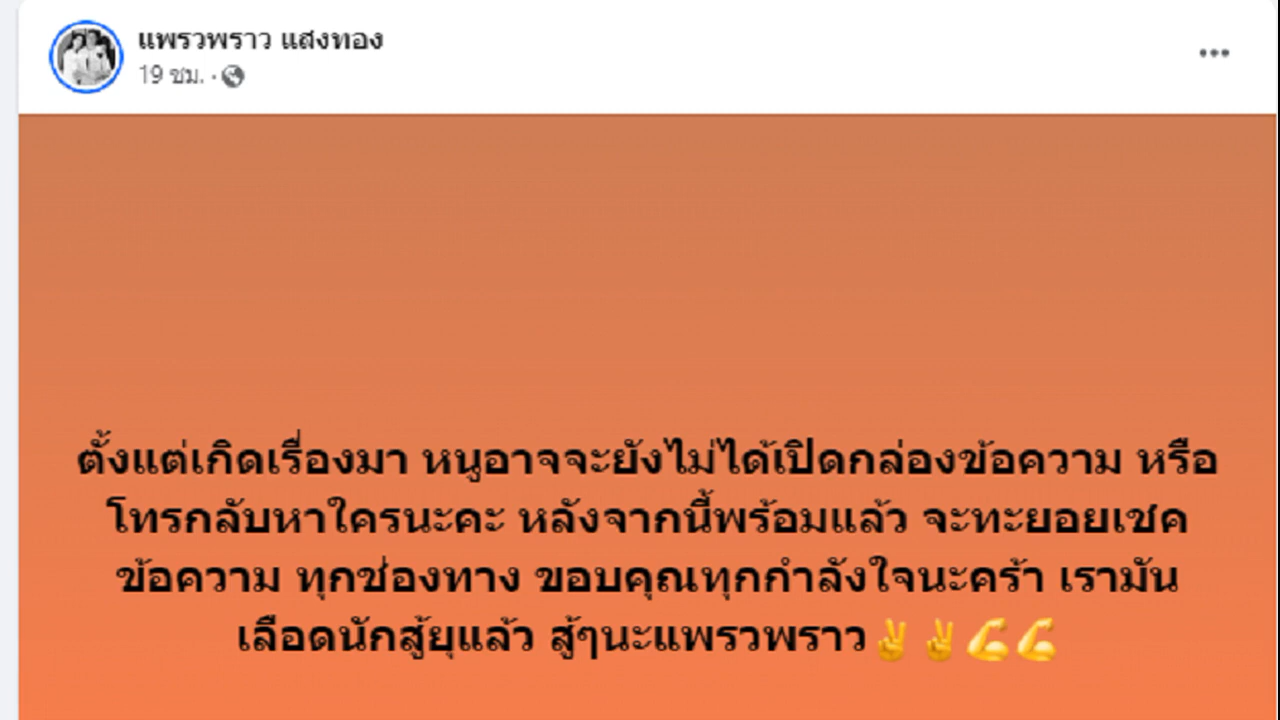 แพรวพราว แสงทอง
19 ชม. ·
ตั้งแต่เกิดเรื่องมา หนูอาจจะยังไม่ได้เปิดกล่องข้อความ หรือ
โทรกลับหาใครนะคะ หลังจากนี้พร้อมแล้ว จะทะยอยเชค
ข้อความ ทุกช่องทาง ขอบคุณทุกกำลังใจนะคร้า เรามัน
เลือดนักสู้ยุแล้ว สู้ๆนะแพรวพราว✌️✌️💪💪